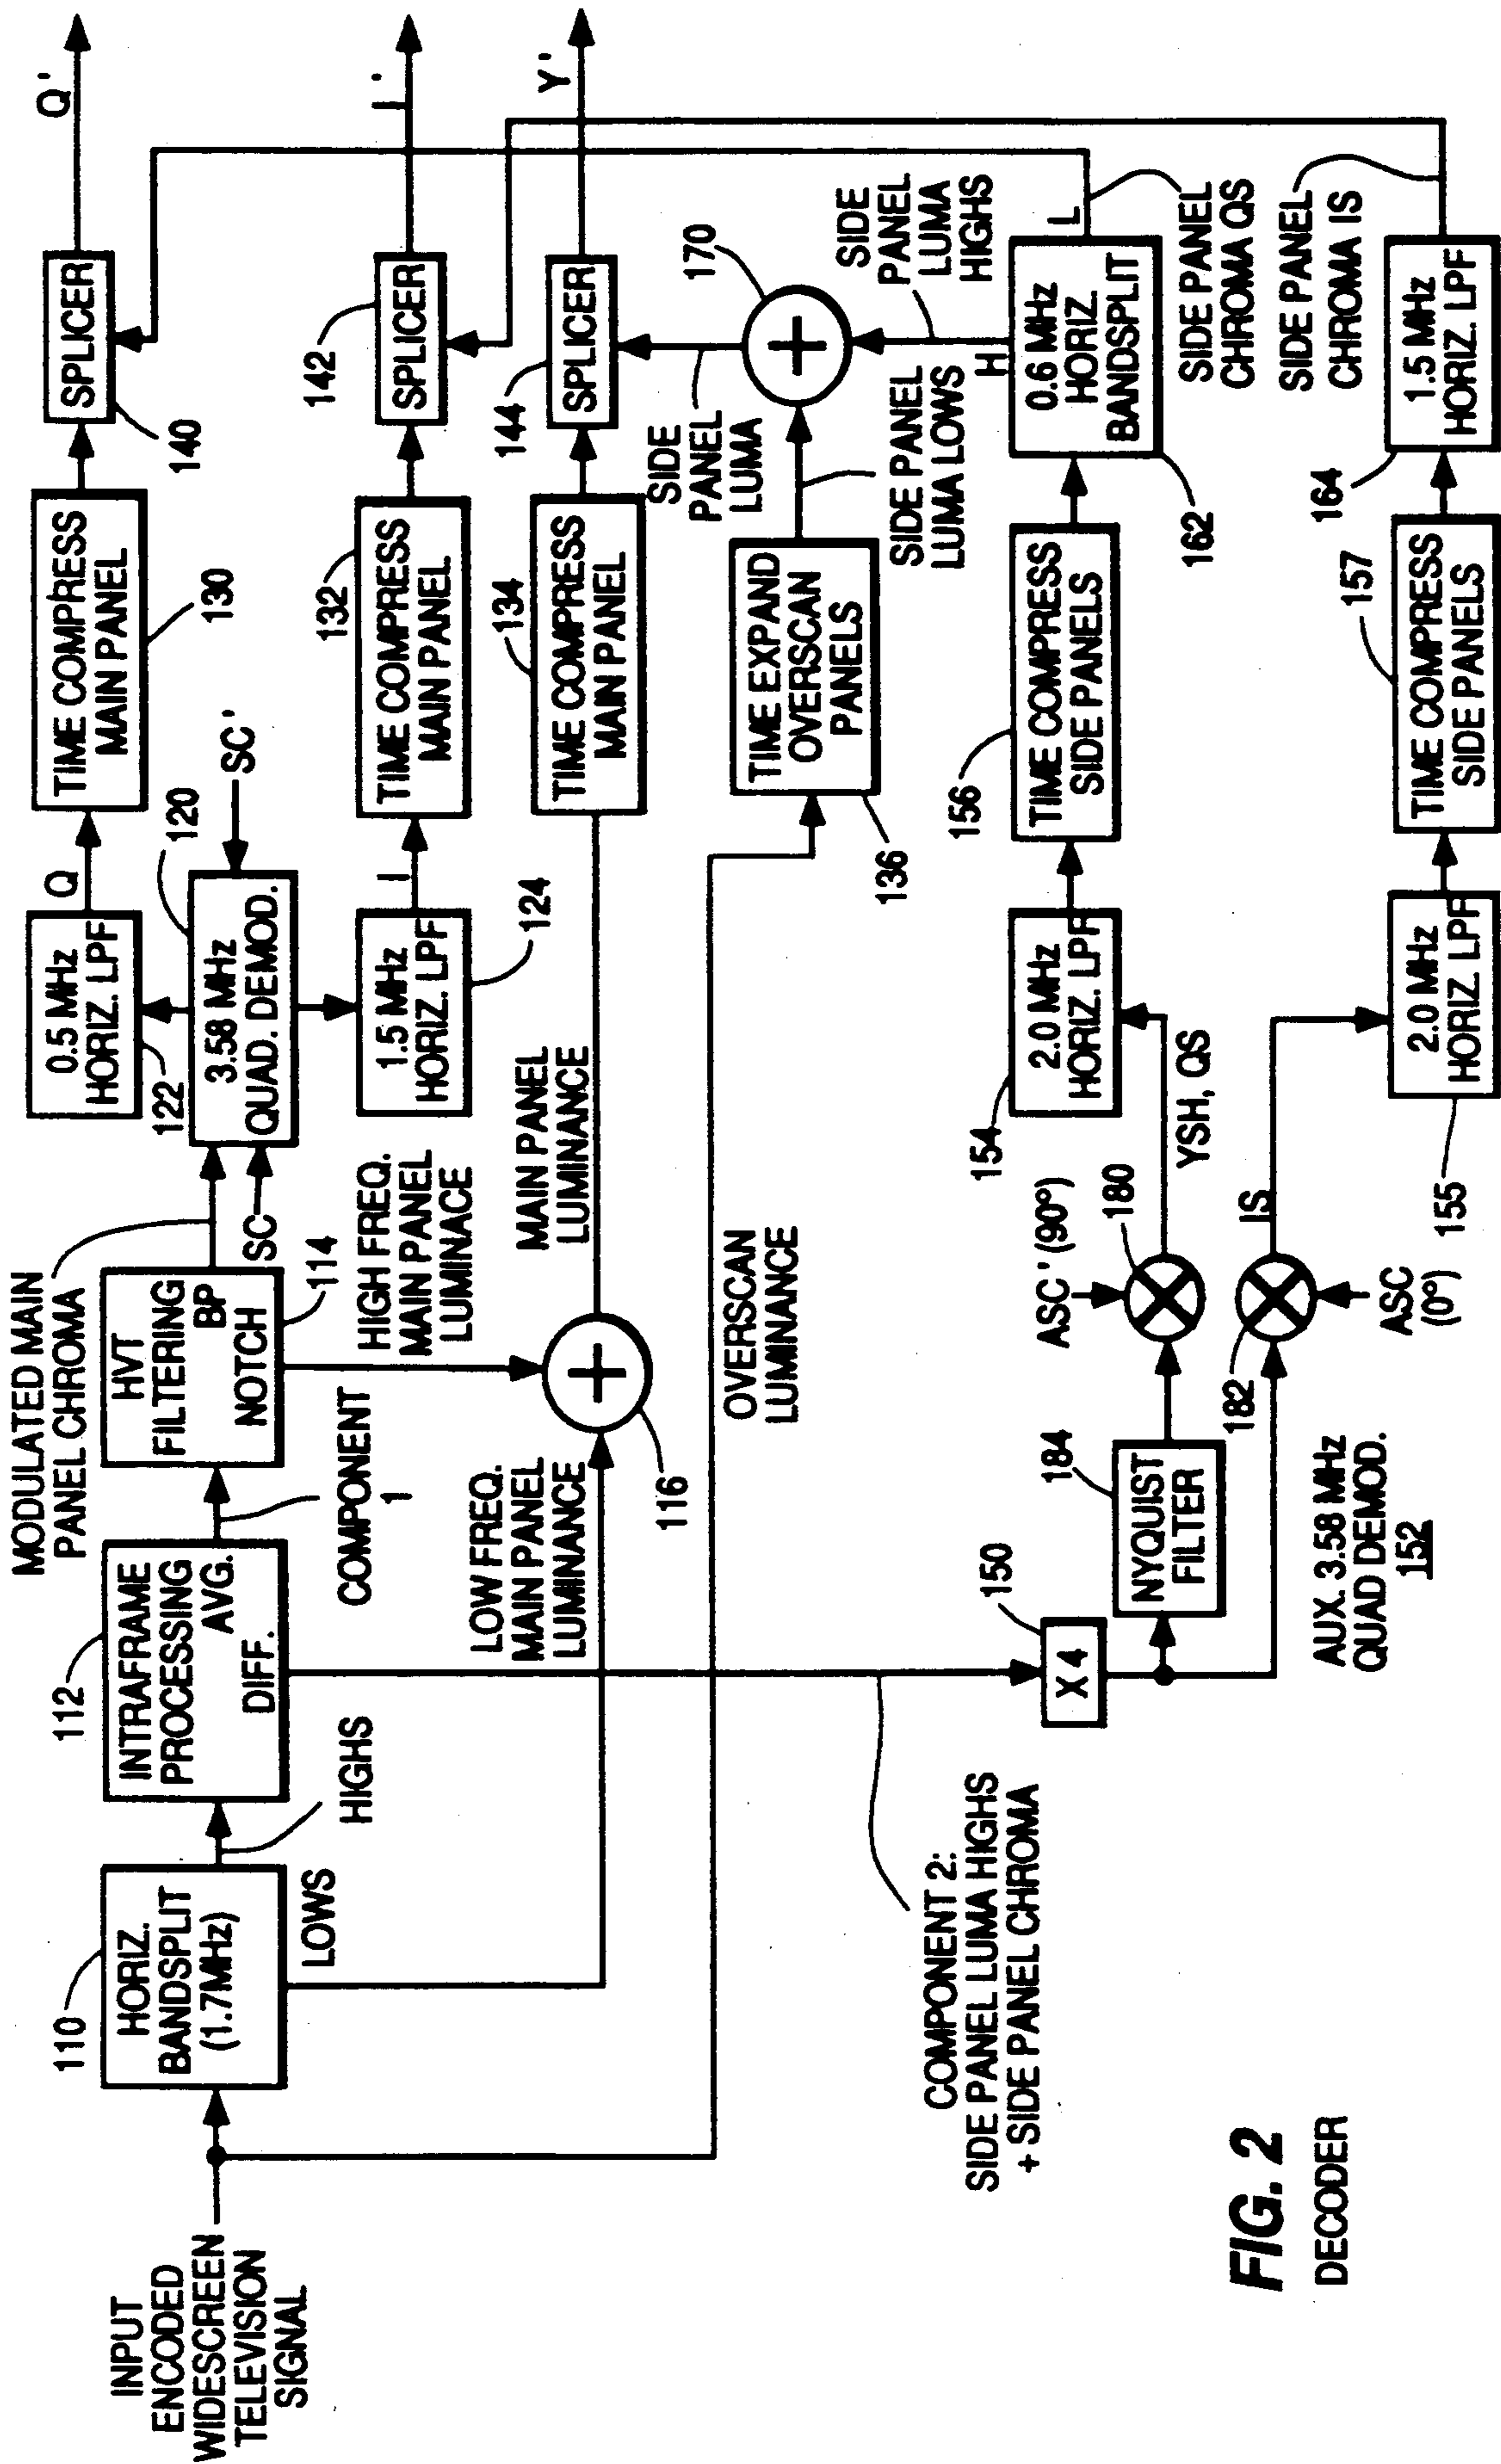 INPUT
ENCODED
WIDESCREEN
TELEVISION
SIGNAL
110
HORIZ.
BANDSPLIT
(1.7MHz)
LOWS
HIGHS
112
INTRAFRAME
PROCESSING
AVG.
DIFF.
COMPONENT
1
MODULATED MAIN
PANEL CHROMA
HVT
FILTERING
BP
NOTCH
114
SC
HIGH FREQ.
MAIN PANEL
LUMINACE
122
0.5 MHz
HORIZ. LPF
Q
120
3.58 MHz
QUAD. DEMOD.
SC'
1.5 MHz
HORIZ. LPF
124
I
TIME COMPRESS
MAIN PANEL
130
140
SPLICER
Q'
132
TIME COMPRESS
MAIN PANEL
142
SPLICER
I'
LOW FREQ.
MAIN PANEL
LUMINANCE
116
MAIN PANEL
LUMINANCE
134
TIME COMPRESS
MAIN PANEL
144
SPLICER
Y'
OVERSCAN
LUMINANCE
TIME EXPAND
OVERSCAN
PANELS
136
SIDE
PANEL
LUMA
170
SIDE PANEL
LUMA LOWS
SIDE
PANEL
LUMA
HIGHS
COMPONENT 2:
SIDE PANEL LUMA HIGHS
+ SIDE PANEL CHROMA
150
X 4
184
NYQUIST
FILTER
ASC' (90°)
180
YSH, QS
154
2.0 MHz
HORIZ. LPF
156
TIME COMPRESS
SIDE PANELS
H
0.6 MHz
HORIZ.
BANDSPLIT
L
162
SIDE PANEL
CHROMA QS
AUX. 3.58 MHz
QUAD DEMOD.
152
182
ASC
(0°)
IS
2.0 MHz
HORIZ. LPF
155
157
TIME COMPRESS
SIDE PANELS
164
1.5 MHz
HORIZ. LPF
SIDE PANEL
CHROMA IS
FIG. 2
DECODER